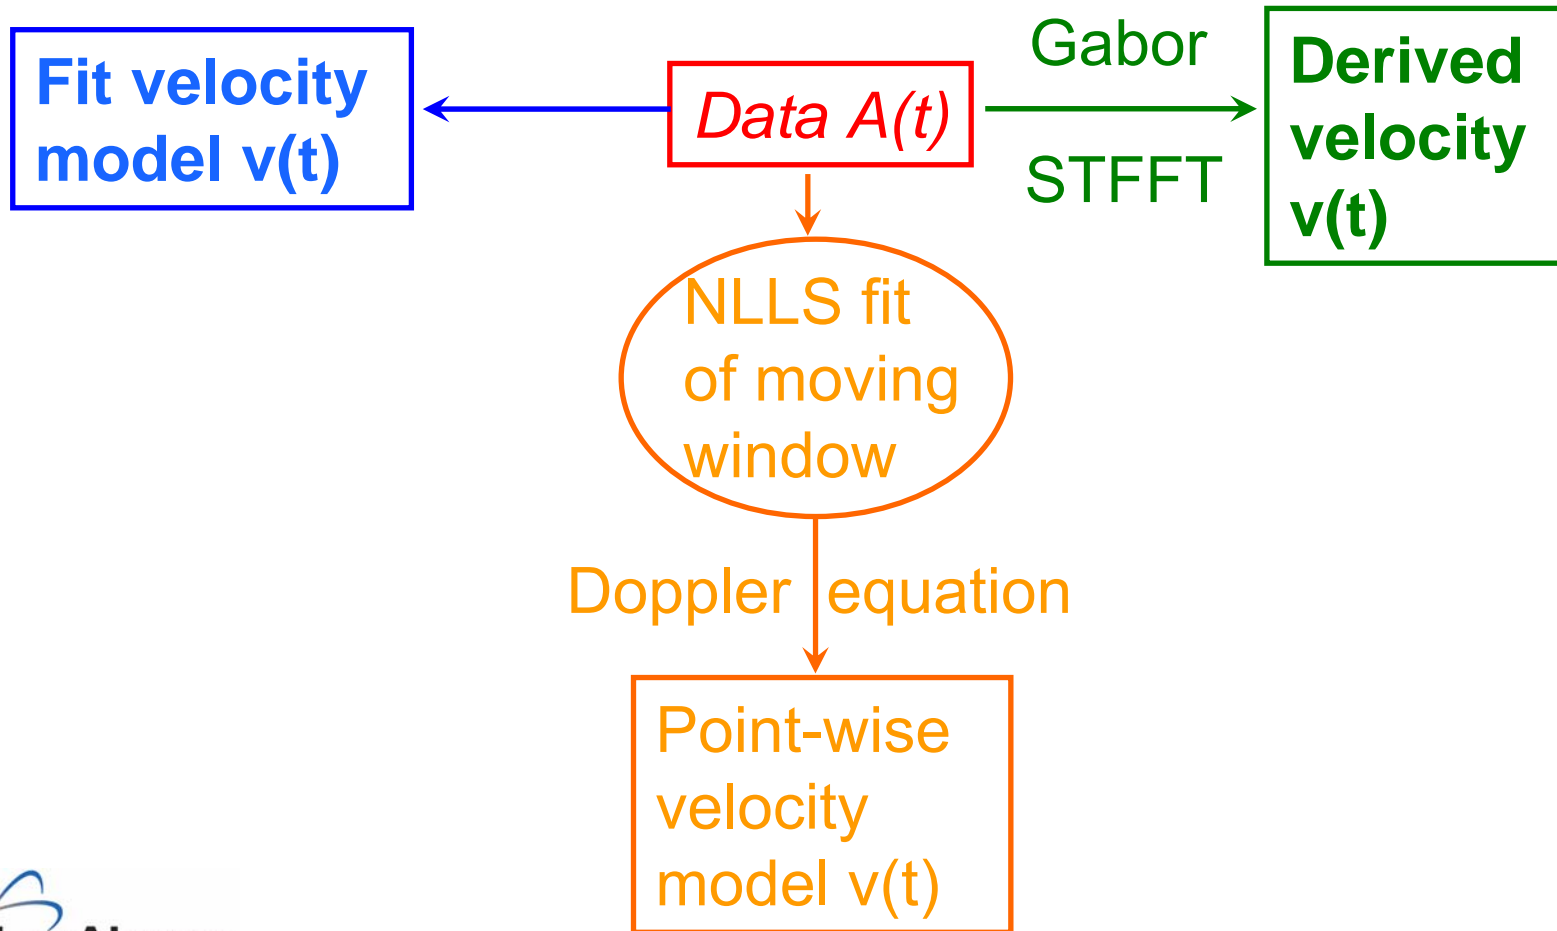 Fit velocity
model v(t)
Data A(t)
Gabor
STFFT
Derived
velocity
v(t)
NLLS fit
of moving
window
Doppler equation
Point-wise
velocity
model v(t)